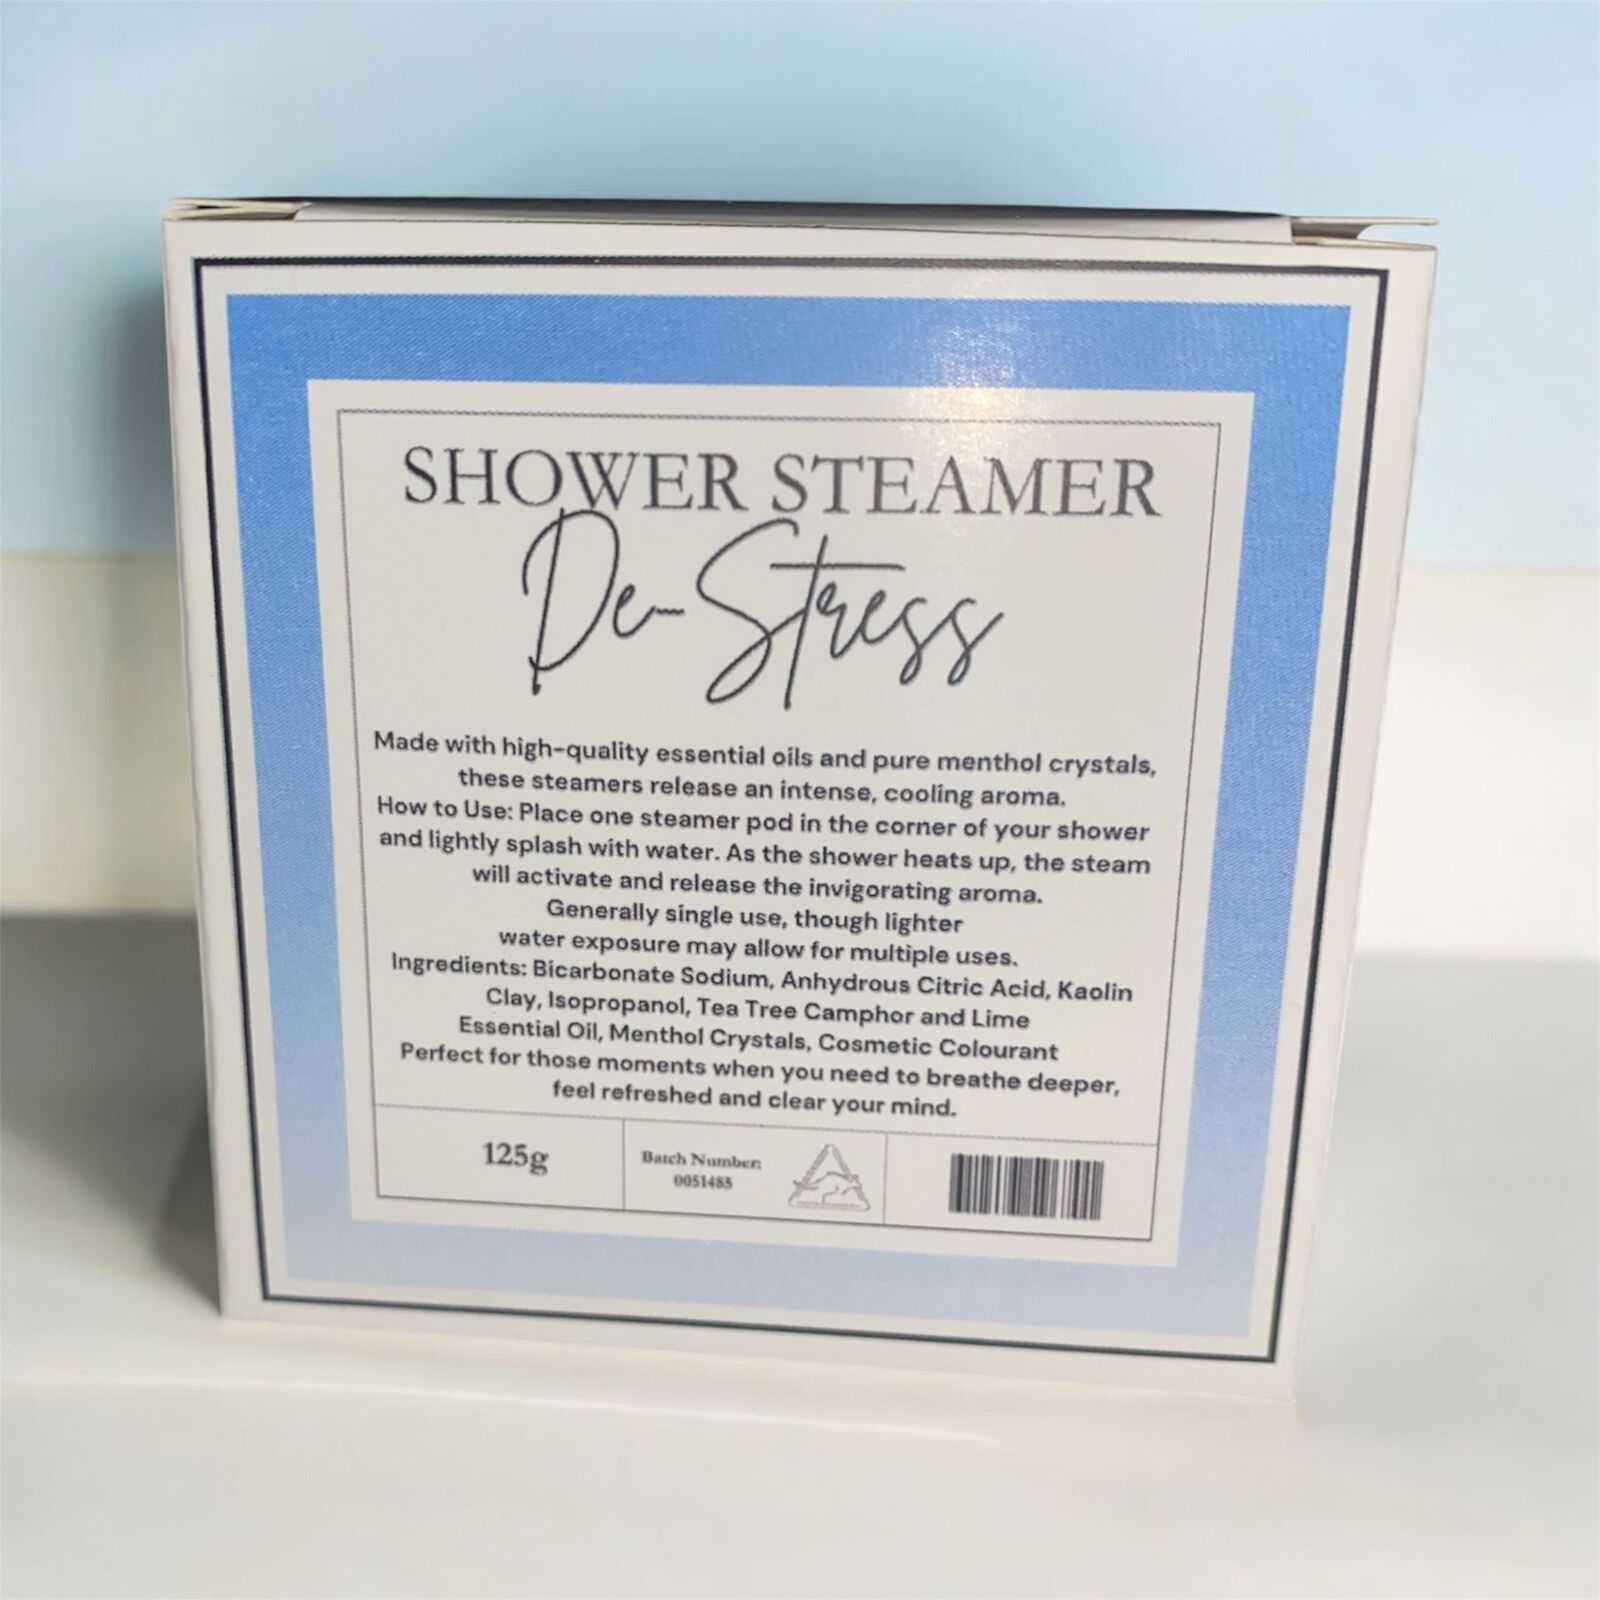 SHOWER STEAMER
De-Stress
Made with high-quality essential oils and pure menthol crystals,
these steamers release an intense, cooling aroma.
How to Use: Place one steamer pod in the corner of your shower
and lightly splash with water. As the shower heats up, the steam
will activate and release the invigorating aroma.
Generally single use, though lighter
water exposure may allow for multiple uses.
Ingredients: Bicarbonate Sodium, Anhydrous Citric Acid, Kaolin
Clay, Isopropanol, Tea Tree Camphor and Lime
Essential Oil, Menthol Crystals, Cosmetic Colourant
Perfect for those moments when you need to breathe deeper,
feel refreshed and clear your mind.
125g
Batch Number:
0051485